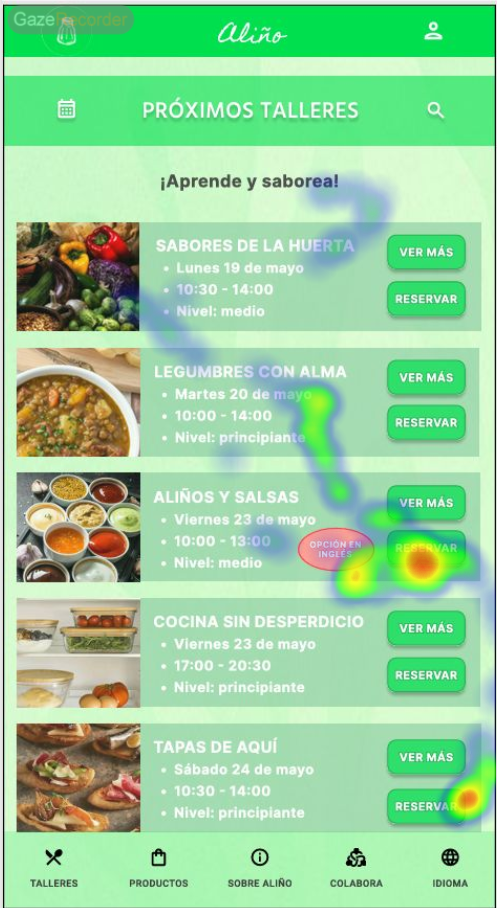 GazeRecorder
Aliño
PRÓXIMOS TALLERES
¡Aprende y saborea!
SABORES DE LA HUERTA
• Lunes 19 de mayo
• 10:30 - 14:00
• Nivel: medio
VER MÁS
RESERVAR
LEGUMBRES CON ALMA
• Martes 20 de mayo
• 10:00 - 14:00
• Nivel: principiante
VER MÁS
RESERVAR
ALIÑOS Y SALSAS
• Viernes 23 de mayo
• 10:00 - 13:00
• Nivel: medio
OPCIÓN EN
INGLÉS
VER MÁS
RESERVAR
COCINA SIN DESPERDICIO
• Viernes 23 de mayo
• 17:00 - 20:30
• Nivel: principiante
VER MÁS
RESERVAR
TAPAS DE AQUÍ
• Sábado 24 de mayo
• 10:30 - 14:00
• Nivel: principiante
VER MÁS
RESERVAR
TALLERES
PRODUCTOS
SOBRE ALIÑO
COLABORA
IDIOMA